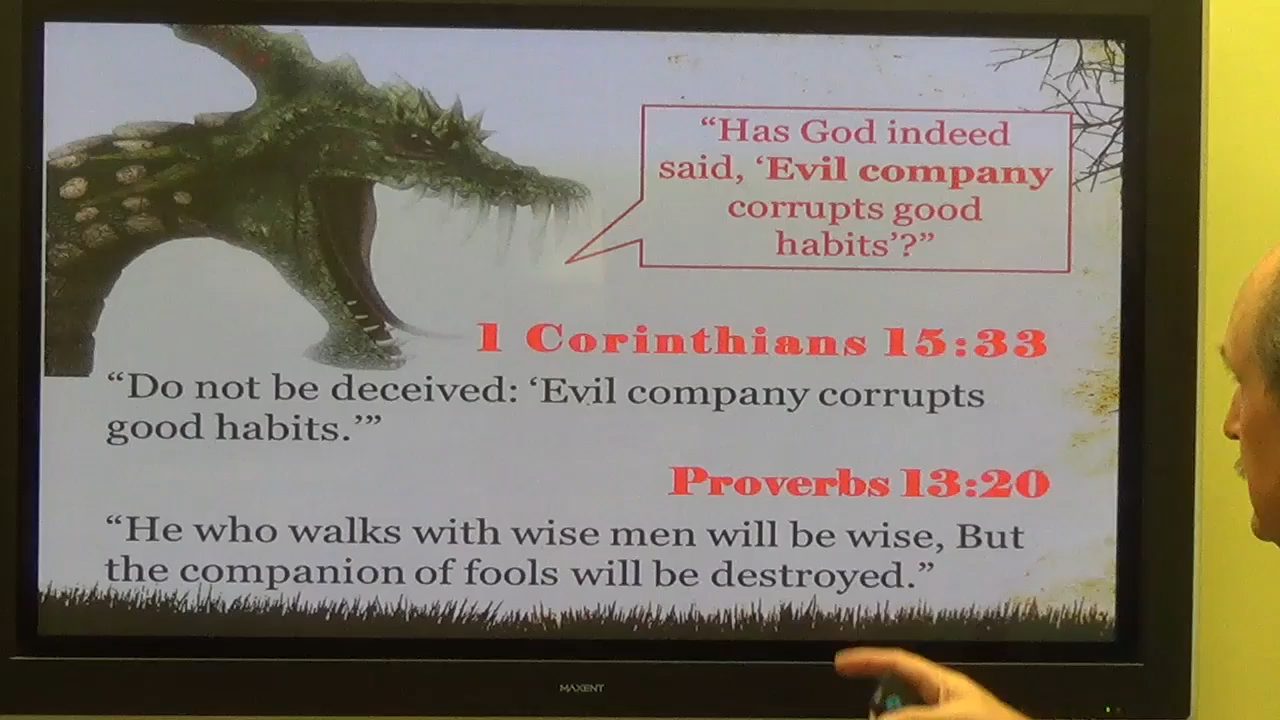 “Has God indeed
said, ‘Evil company
corrupts good
habits’?”
1 Corinthians 15:33
“Do not be deceived: ‘Evil company corrupts
good habits.’”
Proverbs 13:20
“He who walks with wise men will be wise, But
the companion of fools will be destroyed.”
MAXENT